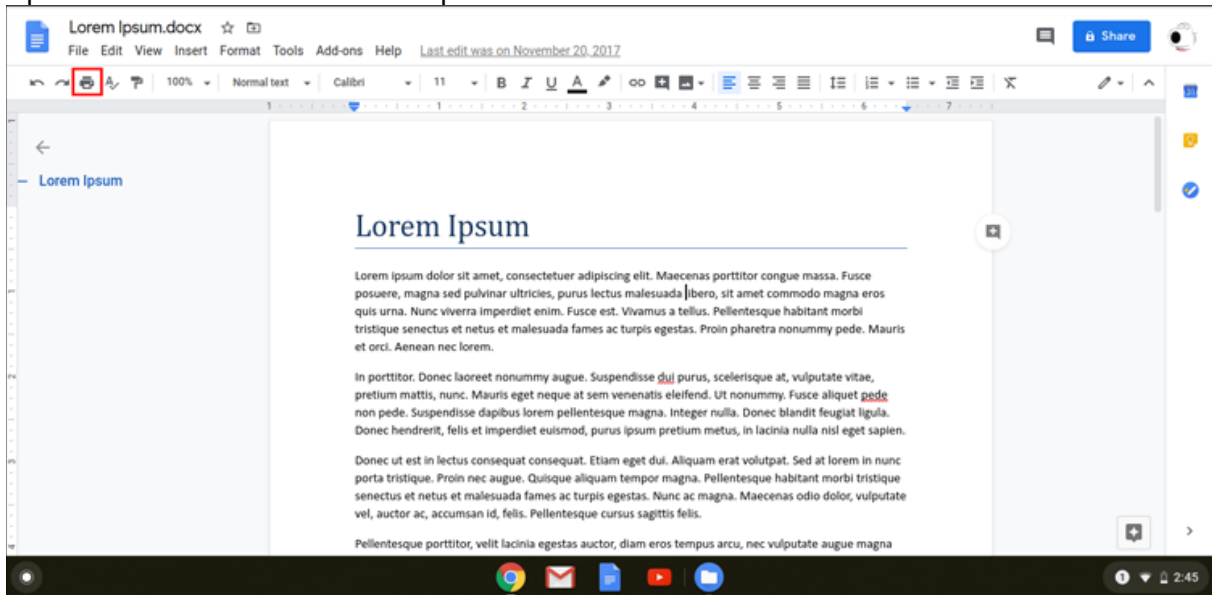 Lorem Ipsum.docx
File Edit View Insert Format Tools Add-ons Help Last edit was on November 20, 2017
Share
100% Normal text Calibri 11 B I U A
1 1 2 3 4 5 6 7
Lorem Ipsum
Lorem Ipsum
Lorem ipsum dolor sit amet, consectetuer adipiscing elit. Maecenas porttitor congue massa. Fusce
posuere, magna sed pulvinar ultricies, purus lectus malesuada libero, sit amet commodo magna eros
quis urna. Nunc viverra imperdiet enim. Fusce est. Vivamus a tellus. Pellentesque habitant morbi
tristique senectus et netus et malesuada fames ac turpis egestas. Proin pharetra nonummy pede. Mauris
et orci. Aenean nec lorem.
In porttitor. Donec laoreet nonummy augue. Suspendisse dui purus, scelerisque at, vulputate vitae,
pretium mattis, nunc. Mauris eget neque at sem venenatis eleifend. Ut nonummy. Fusce aliquet pede
non pede. Suspendisse dapibus lorem pellentesque magna. Integer nulla. Donec blandit feugiat ligula.
Donec hendrerit, felis et imperdiet euismod, purus ipsum pretium metus, in lacinia nulla nisl eget sapien.
Donec ut est in lectus consequat consequat. Etiam eget dui. Aliquam erat volutpat. Sed at lorem in nunc
porta tristique. Proin nec augue. Quisque aliquam tempor magna. Pellentesque habitant morbi tristique
senectus et netus et malesuada fames ac turpis egestas. Nunc ac magna. Maecenas odio dolor, vulputate
vel, auctor ac, accumsan id, felis. Pellentesque cursus sagittis felis.
Pellentesque porttitor, velit lacinia egestas auctor, diam eros tempus arcu, nec vulputate augue magna
1 2:45